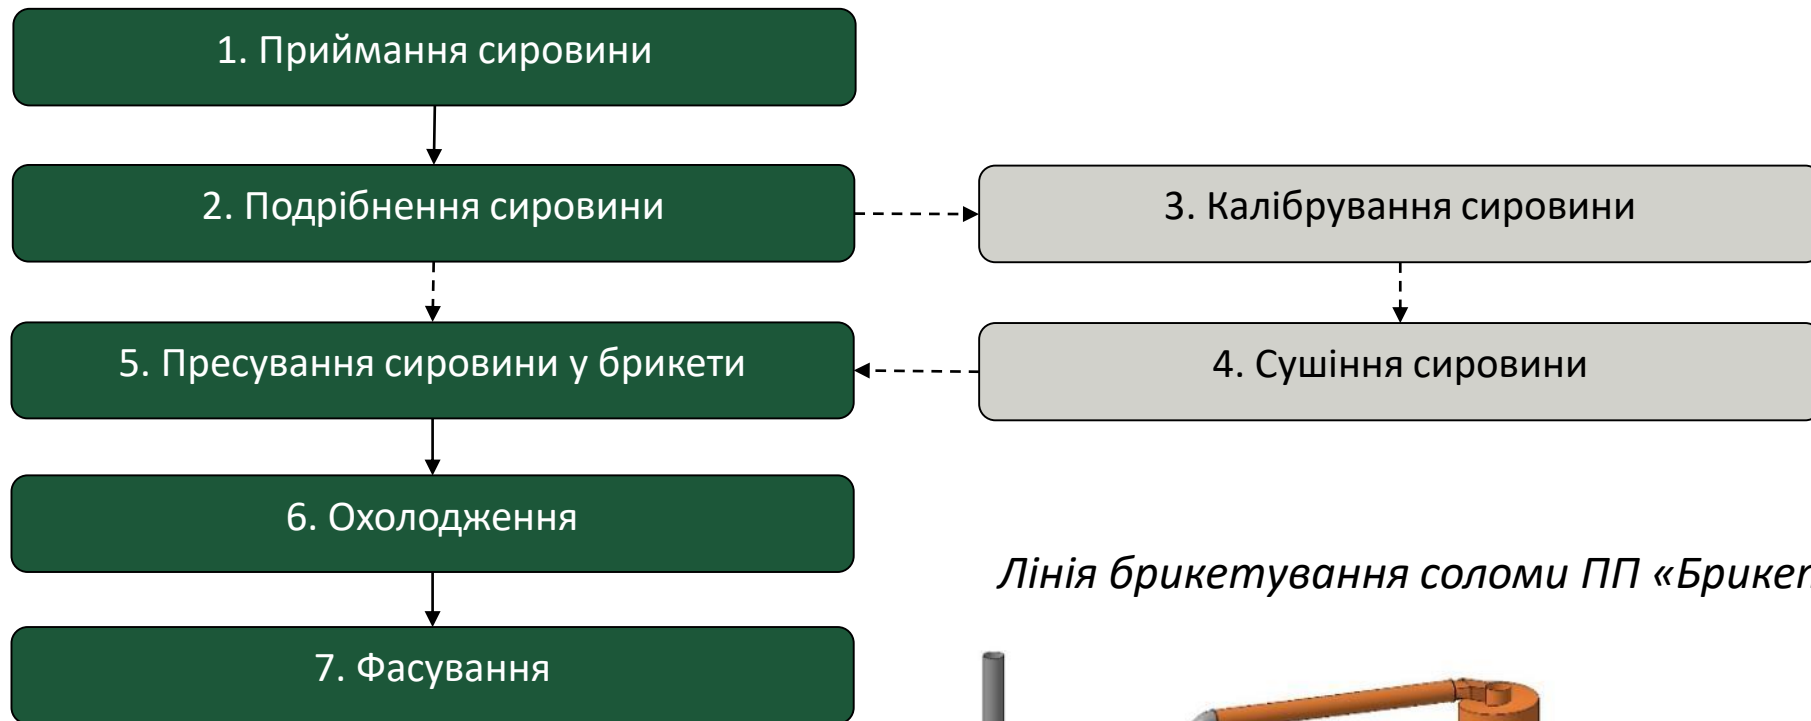 1. Приймання сировини
2. Подрібнення сировини
3. Калібрування сировини
5. Пресування сировини у брикети
4. Сушіння сировини
6. Охолодження
Лінія брикетування соломи ПП
7. Фасування